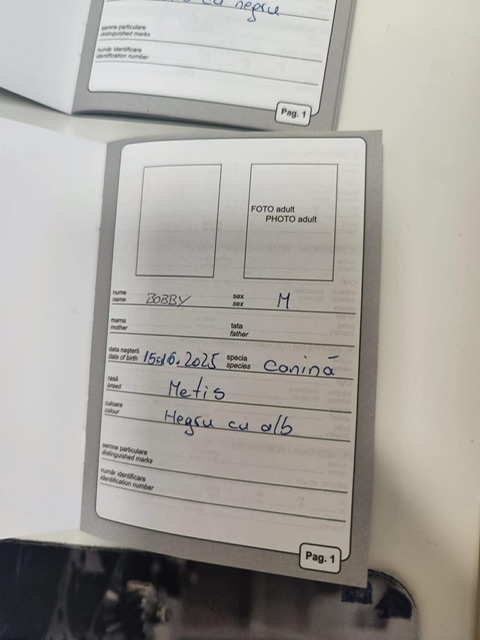 cu negru
semne particulare
distinguished marks
număr identificare
identification number
Pag. 1
FOTO adult
PHOTO adult
nume
name BOBBY sex
sex M
mama
mother tata
father
data nașterii
date of birth 15.06.2025 specia
species Canină
rasă
breed Metis
culoare
colour Negru cu alb
semne particulare
distinguished marks
număr identificare
identification number
Pag. 1